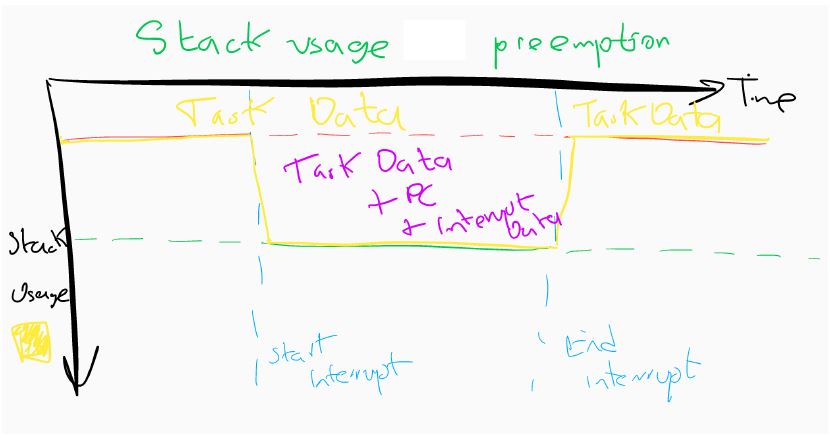 Stack usage preemption
Time
Task Data Task Data
Task Data
+ PC
+ Interrupt
Data
Stack
Usage
Start
Interrupt
End
interrupt